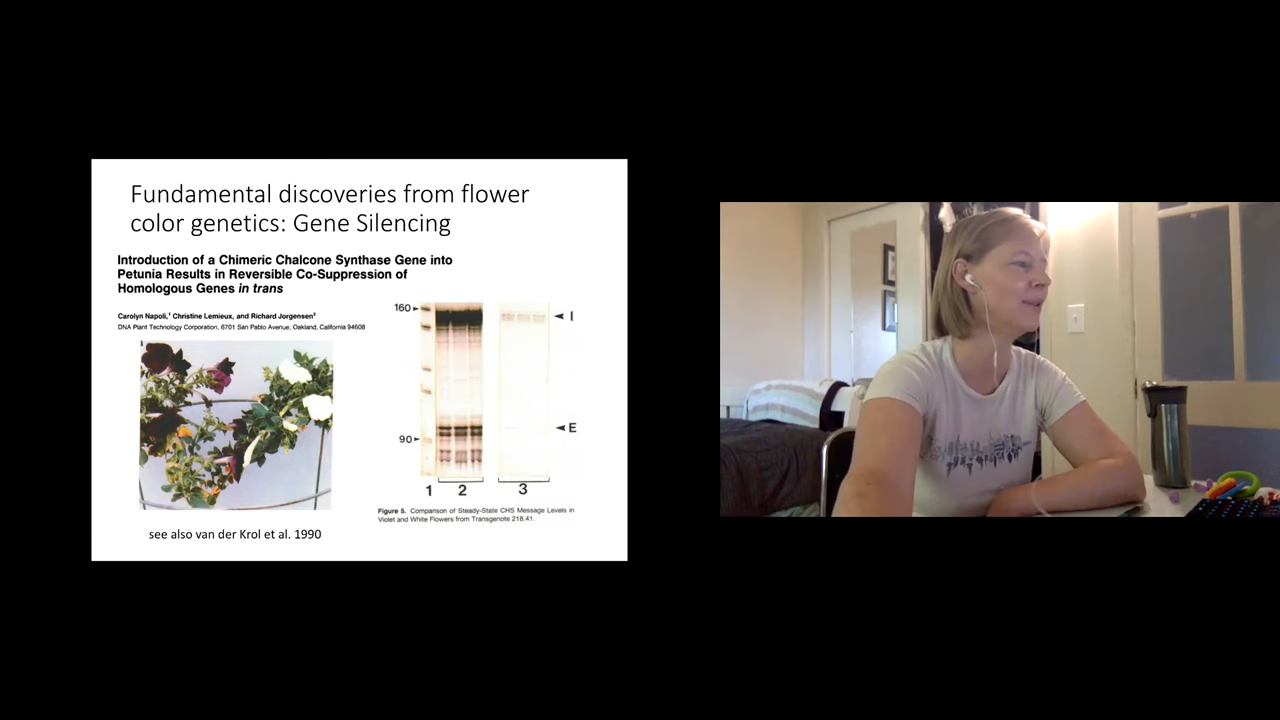 Fundamental discoveries from flower
color genetics: Gene Silencing
Introduction of a Chimeric Chalcone Synthase Gene into
Petunia Results in Reversible Co-Suppression of
Homologous Genes in trans
Carolyn Napoli,¹ Christine Lemieux, and Richard Jorgensen²
DNA Plant Technology Corporation, 6701 San Pablo Avenue, Oakland, California 94608
160
I
90
E
1 2 3
Figure 5. Comparison of Steady-State CHS Message Levels in
Violet and White Flowers from Transgenote 218.41.
see also van der Krol et al. 1990